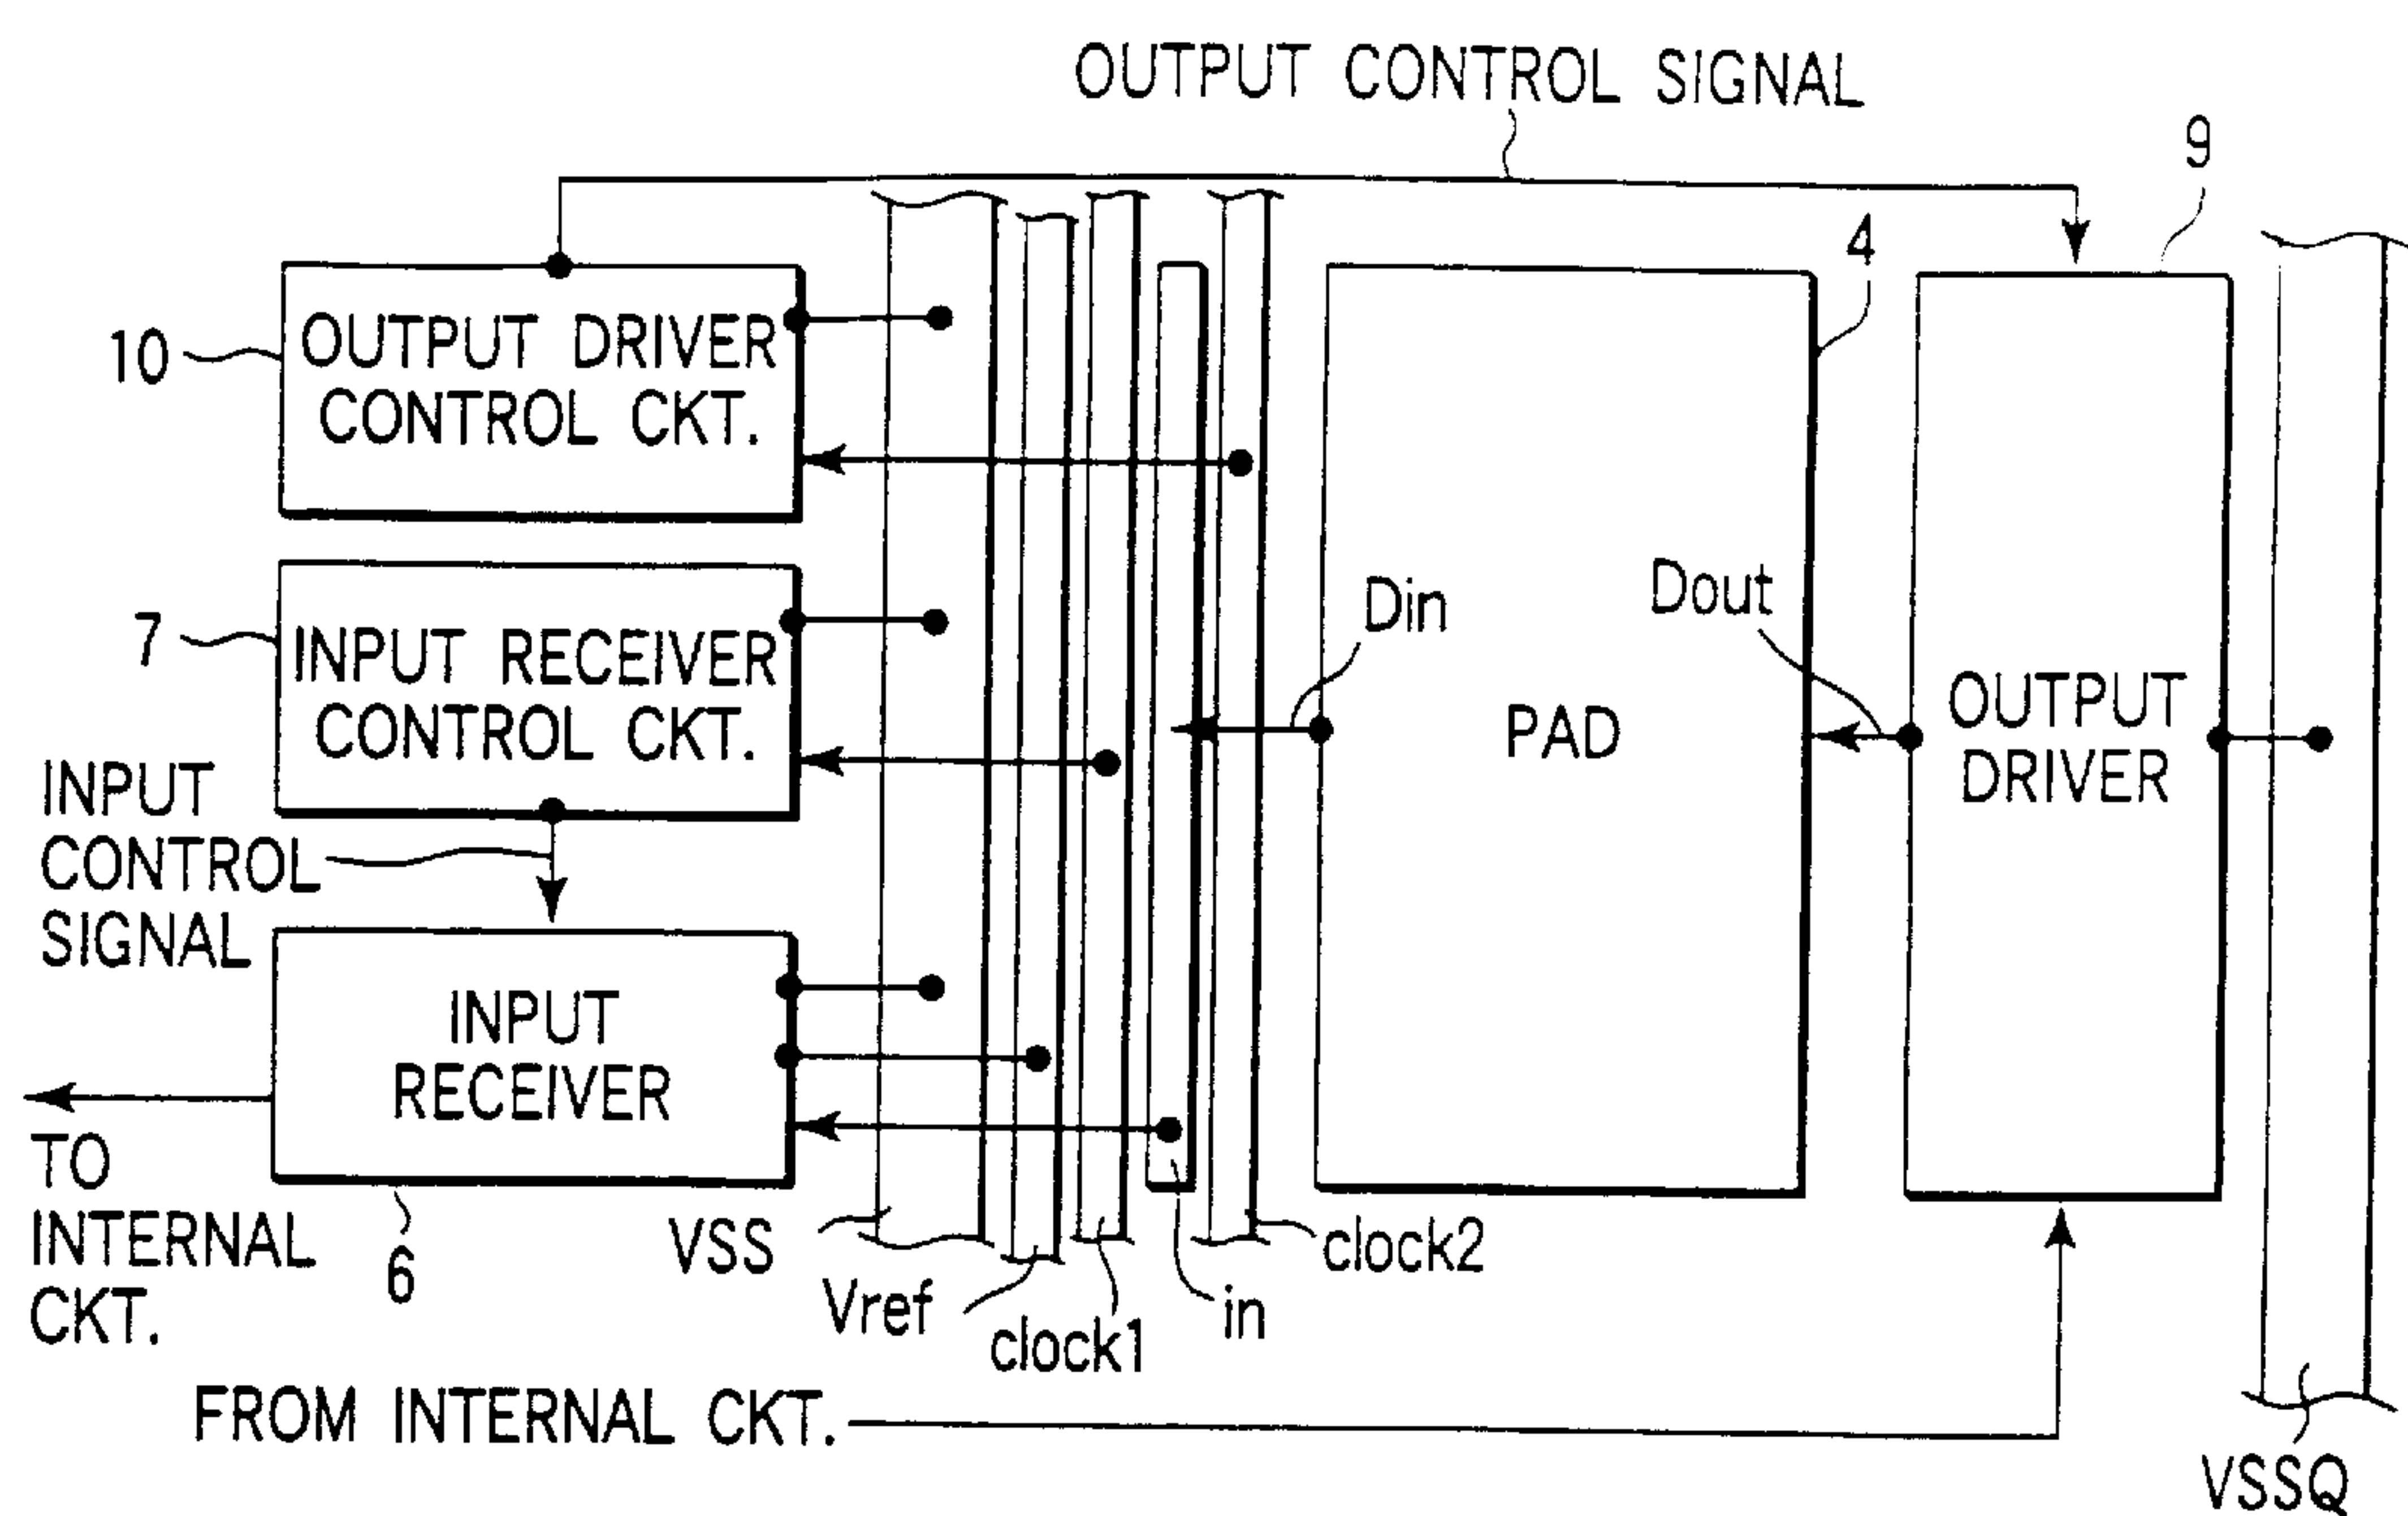 OUTPUT CONTROL SIGNAL
9
4
10
OUTPUT DRIVER
CONTROL CKT.
7
INPUT RECEIVER
CONTROL CKT.
Din
Dout
PAD
OUTPUT
DRIVER
INPUT
CONTROL
SIGNAL
INPUT
RECEIVER
TO
INTERNAL
CKT.
6
VSS
Vref
clock1
in
clock2
FROM INTERNAL CKT.
VSSQ